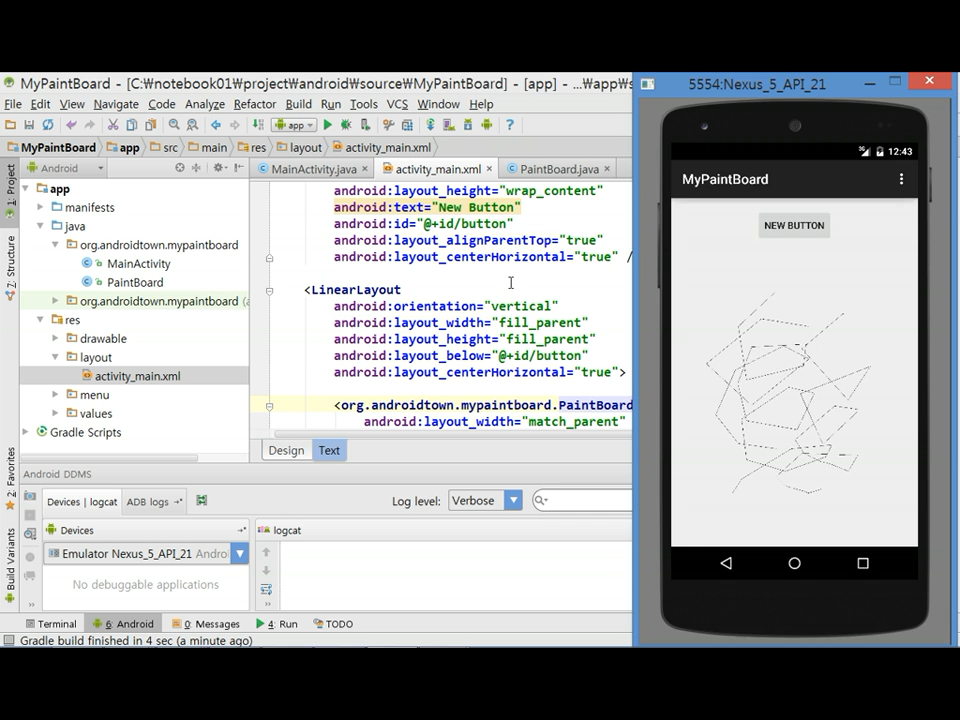 MyPaintBoard - [C:₩notebook01₩project₩android₩source₩MyPaintBoard] - [app] - ...₩app₩s
File Edit View Navigate Code Analyze Refactor Build Run Tools VCS Window Help
app
MyPaintBoard app src main res layout activity_main.xml
1: Project
7: Structure
2: Favorites
Build Variants
Android
app
manifests
java
org.androidtown.mypaintboard
MainActivity
PaintBoard
org.androidtown.mypaintboard (a
res
drawable
layout
activity_main.xml
menu
values
Gradle Scripts
MainActivity.java activity_main.xml PaintBoard.java
android:layout_height="wrap_content"
android:text="New Button"
android:id="@+id/button"
android:layout_alignParentTop="true"
android:layout_centerHorizontal="true" /
<LinearLayout
android:orientation="vertical"
android:layout_width="fill_parent"
android:layout_height="fill_parent"
android:layout_below="@+id/button"
android:layout_centerHorizontal="true">
<org.androidtown.mypaintboard.PaintBoard
android:layout_width="match_parent"
Design Text
Android DDMS
Devices | logcat ADB logs Log level: Verbose
Devices
Emulator Nexus_5_API_21 Andro
No debuggable applications
logcat
Terminal 6: Android 0: Messages 4: Run TODO
Gradle build finished in 4 sec (a minute ago)
5554:Nexus_5_API_21
12:43
MyPaintBoard
NEW BUTTON